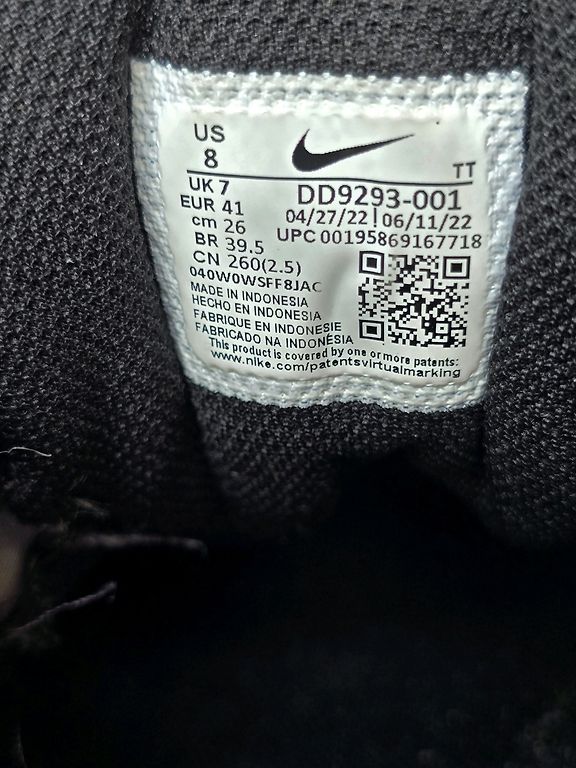 US
8
TT
UK 7
DD9293-001
EUR 41
04/27/22 | 06/11/22
cm 26
UPC 00195869167718
BR 39.5
CN 260(2.5)
040W0WSFF8JAC
MADE IN INDONESIA
HECHO EN INDONESIA
FABRIQUE EN INDONESIE
FABRICADO NA INDONÉSIA
This product is covered by one or more patents:
www.nike.com/patentsvirtualmarking